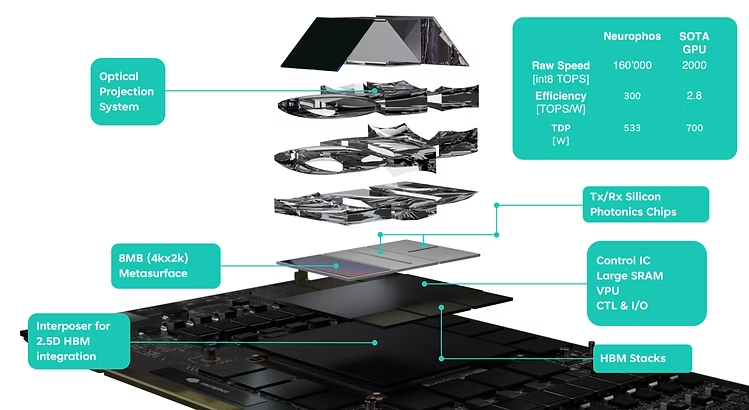 Neurophos SOTA GPU
Raw Speed [int8 TOPS] 160'000 2000
Efficiency [TOPS/W] 300 2.8
TDP [W] 533 700
Optical
Projection
System
Tx/Rx Silicon
Photonics Chips
8MB (4kx2k)
Metasurface
Control IC
Large SRAM
VPU
CTL & I/O
Interposer for
2.5D HBM
integration
HBM Stacks